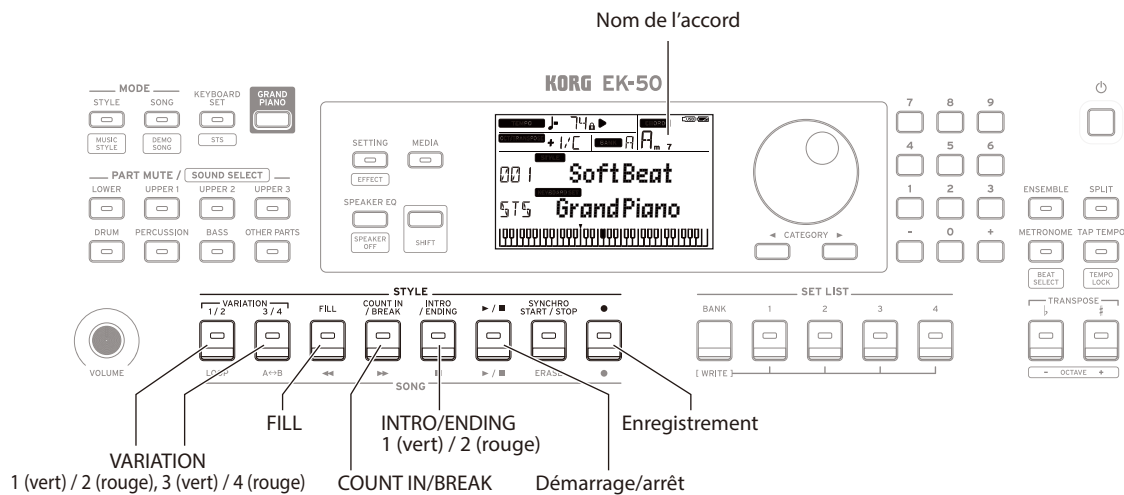 Nom de l’accord
KORG EK-50
MODE
STYLE SONG KEYBOARD SET GRAND PIANO
MUSIC STYLE DEMO SONG STS
PART MUTE / SOUND SELECT
LOWER UPPER 1 UPPER 2 UPPER 3
DRUM PERCUSSION BASS OTHER PARTS
SETTING MEDIA
EFFECT
SPEAKER EQ
SPEAKER OFF SHIFT
TEMPO ♩= 74 ▶
+1/C BANK A Am 7
STYLE
001 SoftBeat
STS GrandPiano
◄ CATEGORY ►
7 8 9
4 5 6
1 2 3
- 0 +
ENSEMBLE SPLIT
METRONOME TAP TEMPO
BEAT SELECT TEMPO LOCK
TRANSPOSE
♭ ♯
- OCTAVE +
STYLE
VARIATION
1 / 2 3 / 4 FILL COUNT IN / BREAK INTRO / ENDING ►/■ SYNCHRO START / STOP ●
LOOP A↔B ◄◄ ►► ►/■ ERASE ●
SONG
VOLUME
SET LIST
BANK 1 2 3 4
[ WRITE ]
VARIATION
1 (vert) / 2 (rouge), 3 (vert) / 4 (rouge)
FILL
COUNT IN/BREAK
INTRO/ENDING
1 (vert) / 2 (rouge)
Démarrage/arrêt
Enregistrement